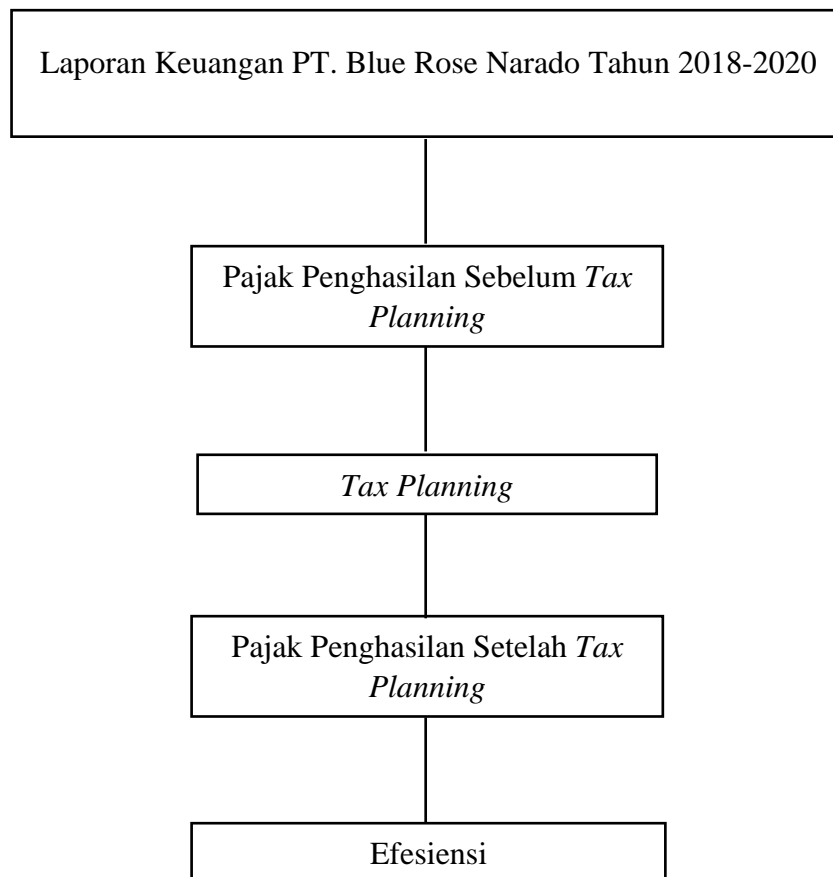 Laporan Keuangan PT. Blue Rose Narado Tahun 2018-2020
Pajak Penghasilan Sebelum Tax
Planning
Tax Planning
Pajak Penghasilan Setelah Tax
Planning
Efesiensi